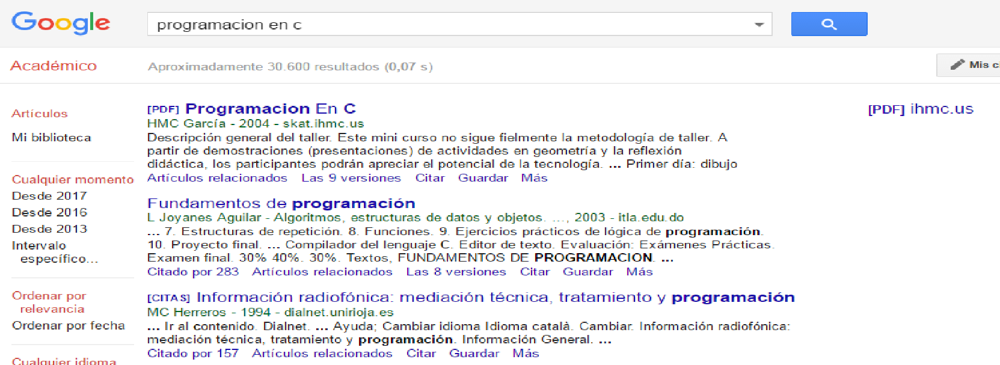 Google
programacion en c
Académico
Aproximadamente 30.600 resultados (0,07 s)
Mis c
Artículos
Mi biblioteca
Cualquier momento
Desde 2017
Desde 2016
Desde 2013
Intervalo
específico...
Ordenar por
relevancia
Ordenar por fecha
Cualquier idioma
[PDF] Programacion En C
[PDF] ihmc.us
HMC García - 2004 - skat.ihmc.us
Descripción general del taller. Este mini curso no sigue fielmente la metodología de taller. A
partir de demostraciones (presentaciones) de actividades en geometría y la reflexión
didáctica, los participantes podrán apreciar el potencial de la tecnología. ... Primer día: dibujo
Artículos relacionados Las 9 versiones Citar Guardar Más
Fundamentos de programación
L Joyanes Aguilar - Algoritmos, estructuras de datos y objetos. ..., 2003 - itla.edu.do
... 7. Estructuras de repetición. 8. Funciones. 9. Ejercicios prácticos de lógica de programación.
10. Proyecto final. ... Compilador del lenguaje C. Editor de texto. Evaluación: Exámenes Prácticas.
Examen final. 30% 40%. 30%. Textos, FUNDAMENTOS DE PROGRAMACION. ...
Citado por 283 Artículos relacionados Las 8 versiones Citar Guardar Más
[CITAS] Información radiofónica: mediación técnica, tratamiento y programación
MC Herreros - 1994 - dialnet.unirioja.es
... Ir al contenido. Dialnet. ... Ayuda; Cambiar idioma Idioma català. Cambiar. Información radiofónica:
mediación técnica, tratamiento y programación. Información General. ...
Citado por 157 Artículos relacionados Citar Guardar Más